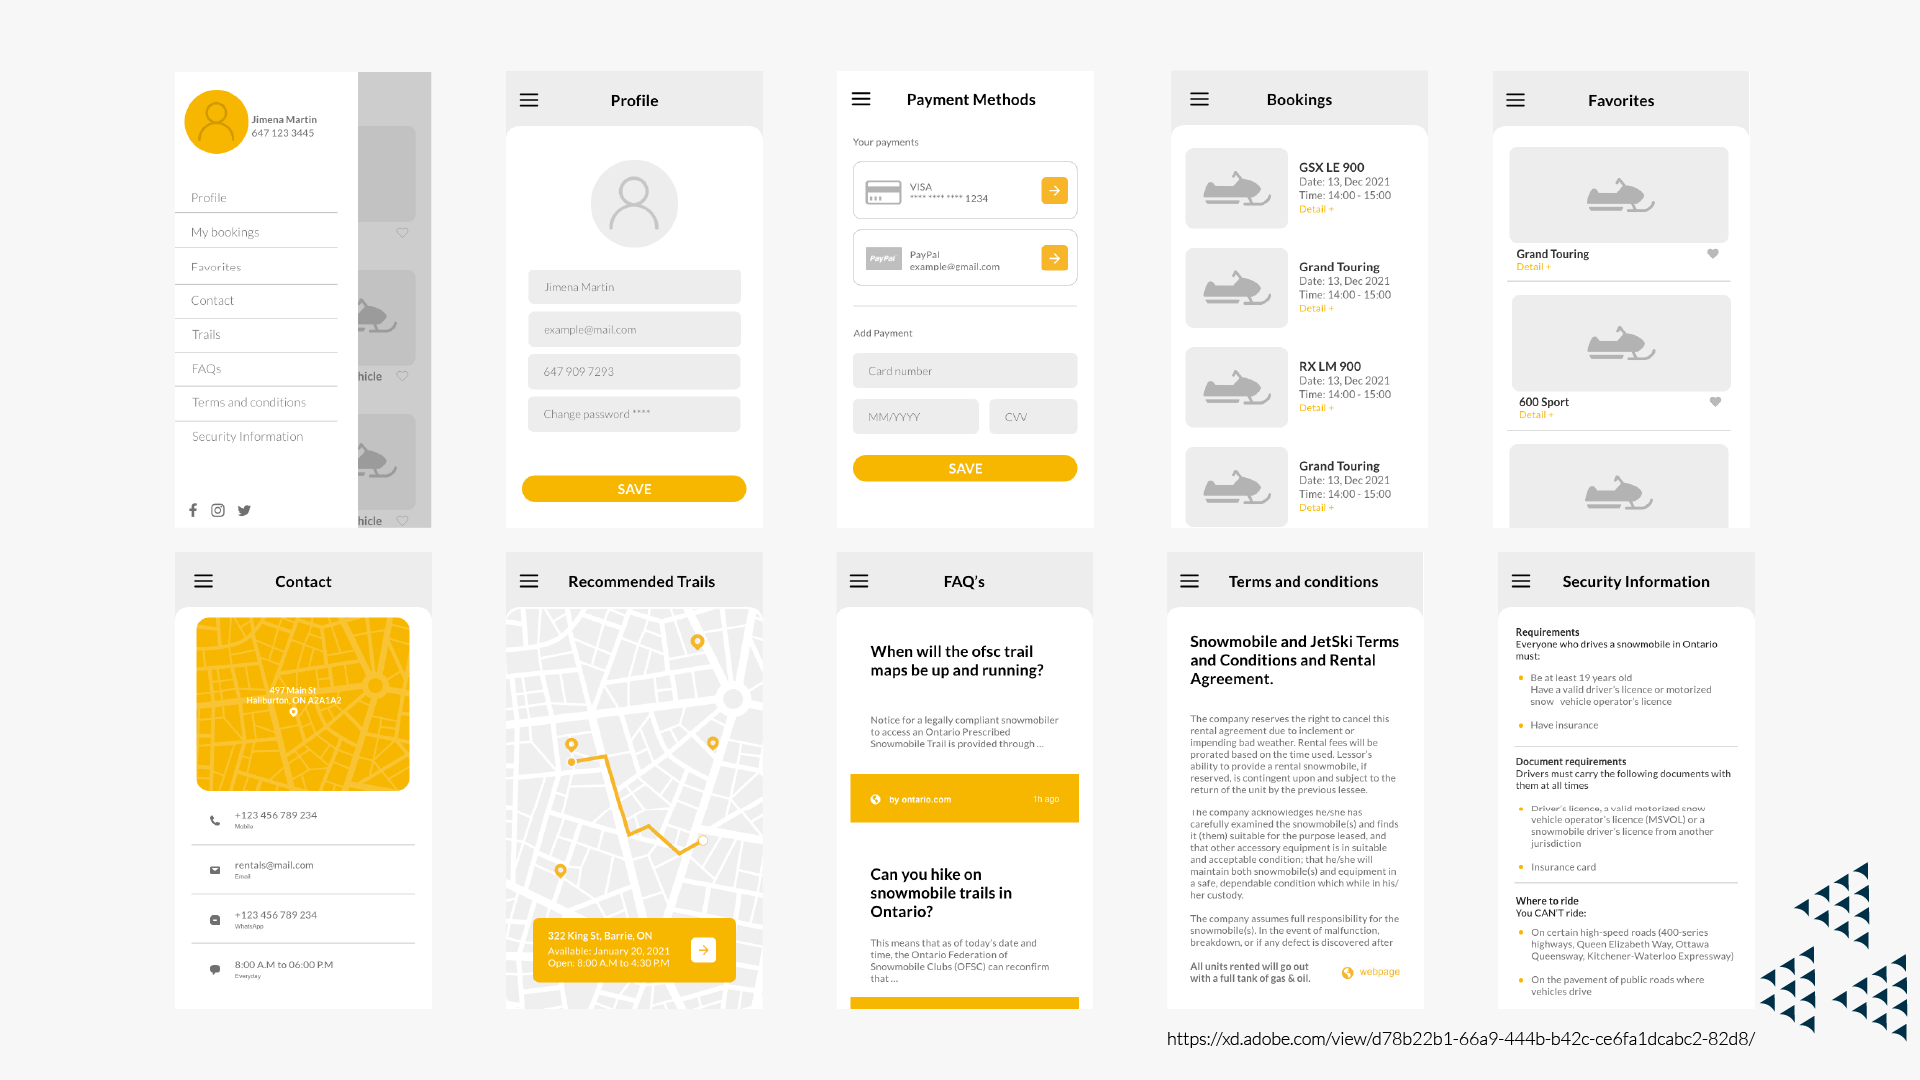 Jimena Martin
647 123 3445
Profile
My bookings
Favorites
Contact
Trails
FAQs
Terms and conditions
Security Information
hicle
hicle
Profile
Jimena Martin
example@mail.com
647 909 7293
Change password ****
SAVE
Payment Methods
Your payments
VISA
**** **** **** 1234
PayPal
PayPal
example@gmail.com
Add Payment
Card number
MM/YYYY
CVV
SAVE
Bookings
GSX LE 900
Date: 13, Dec 2021
Time: 14:00 - 15:00
Detail +
Grand Touring
Date: 13, Dec 2021
Time: 14:00 - 15:00
Detail +
RX LM 900
Date: 13, Dec 2021
Time: 14:00 - 15:00
Detail +
Grand Touring
Date: 13, Dec 2021
Time: 14:00 - 15:00
Detail +
Favorites
Grand Touring
Detail +
600 Sport
Detail +
Contact
497 Main St
Haliburton, ON A2A1A2
+123 456 789 234
Mobile
rentals@mail.com
Email
+123 456 789 234
WhatsApp
8:00 A.M to 06:00 P.M
Everyday
Recommended Trails
322 King St, Barrie, ON
Available: January 20, 2021
Open: 8:00 A.M to 4:30 P.M
FAQ's
When will the ofsc trail
maps be up and running?
Notice for a legally compliant snowmobiler
to access an Ontario Prescribed
Snowmobile Trail is provided through ...
by ontario.com
1h ago
Can you hike on
snowmobile trails in
Ontario?
This means that as of today's date and
time, the Ontario Federation of
Snowmobile Clubs (OFSC) can reconfirm
that ...
Terms and conditions
Snowmobile and JetSki Terms
and Conditions and Rental
Agreement.
The company reserves the right to cancel this
rental agreement due to inclement or
impending bad weather. Rental fees will be
prorated based on the time used. Lessor's
ability to provide a rental snowmobile, if
reserved, is contingent upon and subject to the
return of the unit by the previous lessee.
The company acknowledges he/she has
carefully examined the snowmobile(s) and finds
it (them) suitable for the purpose leased, and
that other accessory equipment is in suitable
and acceptable condition; that he/she will
maintain both snowmobile(s) and equipment in
a safe, dependable condition which while in his/
her custody.
The company assumes full responsibility for the
snowmobile(s). In the event of malfunction,
breakdown, or if any defect is discovered after
All units rented will go out
with a full tank of gas & oil.
webpage
Security Information
Requirements
Everyone who drives a snowmobile in Ontario
must:
Be at least 19 years old
Have a valid driver's licence or motorized
snow vehicle operator's licence
Have insurance
Document requirements
Drivers must carry the following documents with
them at all times
Driver's licence, a valid motorized snow
vehicle operator's licence (MSVOL) or a
snowmobile driver's licence from another
jurisdiction
Insurance card
Where to ride
You CAN'T ride:
On certain high-speed roads (400-series
highways, Queen Elizabeth Way, Ottawa
Queensway, Kitchener-Waterloo Expressway)
On the pavement of public roads where
vehicles drive
https://xd.adobe.com/view/d78b22b1-66a9-444b-b42c-ce6fa1dcabc2-82d8/